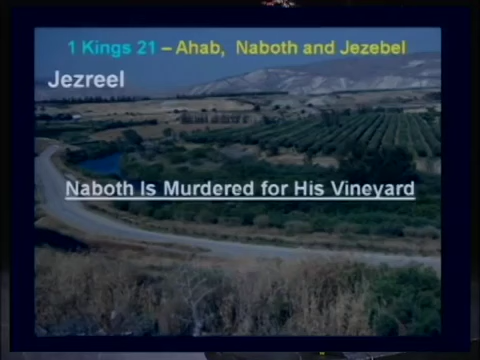 1 Kings 21 – Ahab, Naboth and Jezebel
Jezreel
Naboth Is Murdered for His Vineyard